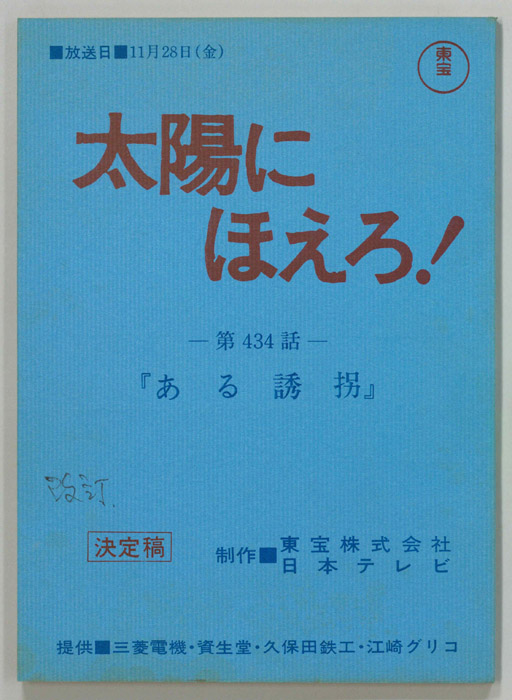 ■放送日■11月28日(金)
東宝
太陽に
ほえろ!
―第434話―
『ある誘拐』
改訂.
決定稿
制作■東宝株式会社
日本テレビ
提供■三菱電機・資生堂・久保田鉄工・江崎グリコ